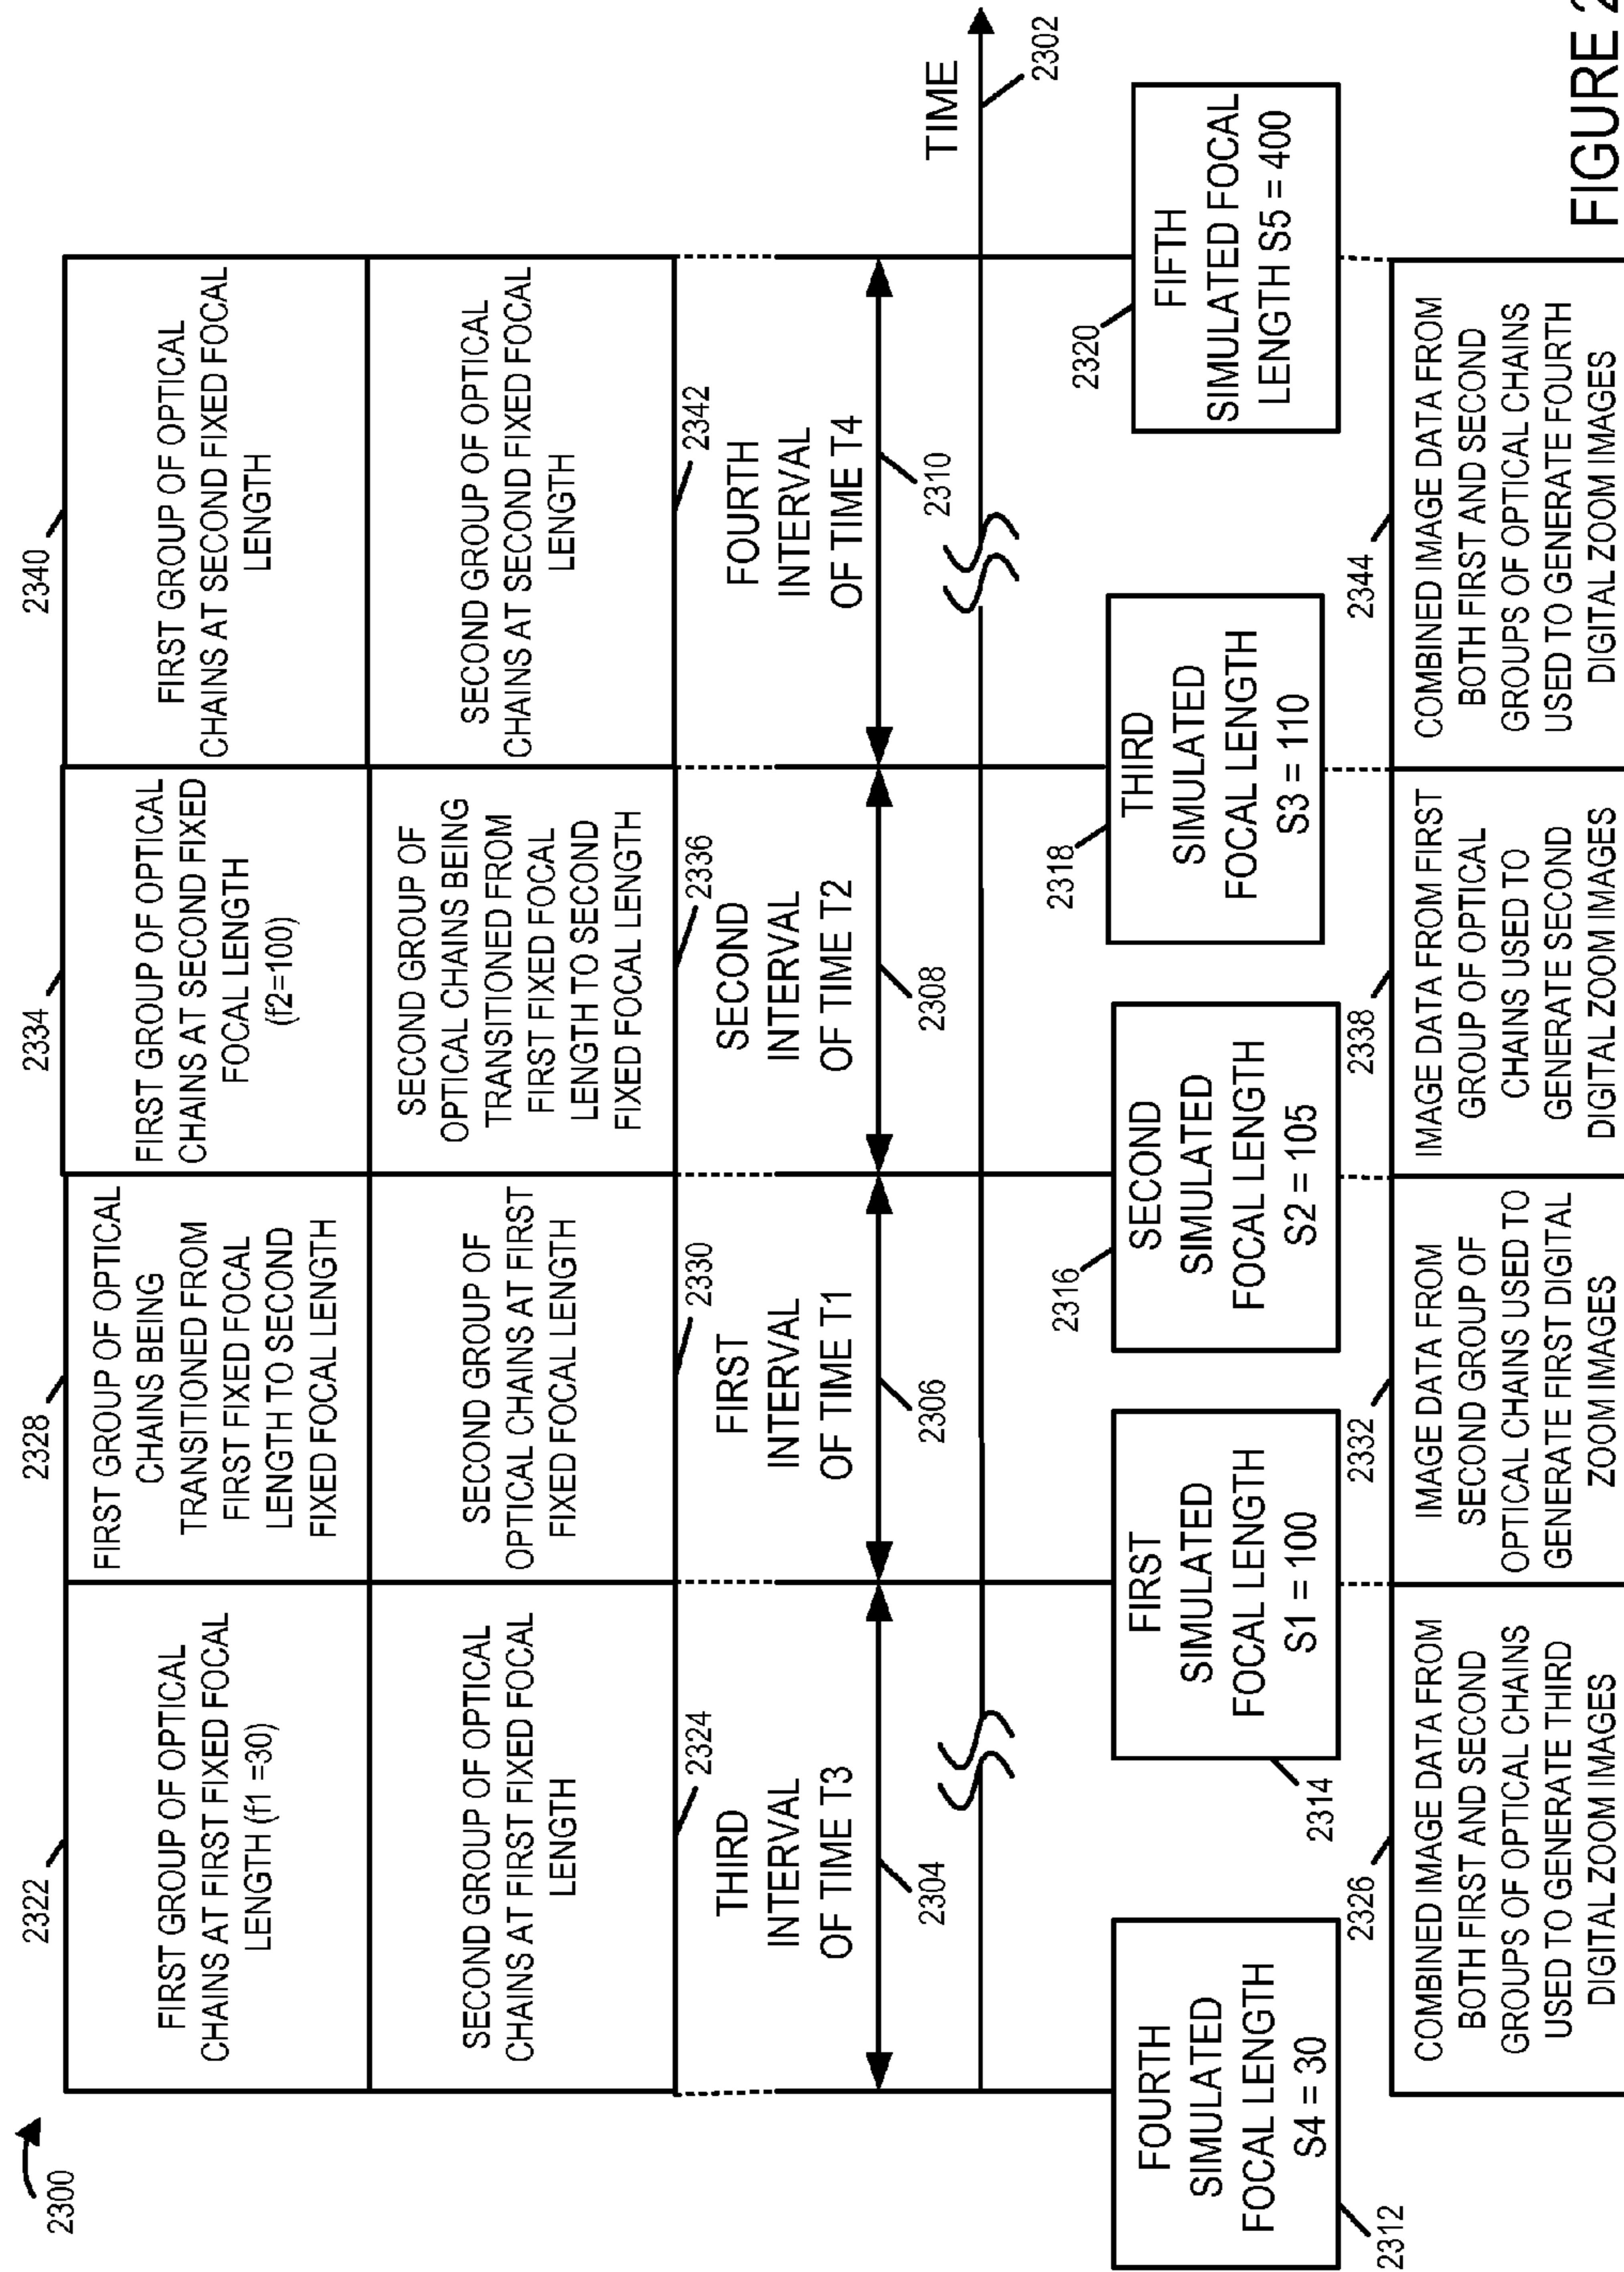 2300
2322
FIRST GROUP OF OPTICAL
CHAINS AT FIRST FIXED FOCAL
LENGTH (f1 =30)
2328
FIRST GROUP OF OPTICAL
CHAINS BEING
TRANSITIONED FROM
FIRST FIXED FOCAL
LENGTH TO SECOND
FIXED FOCAL LENGTH
2334
FIRST GROUP OF OPTICAL
CHAINS AT SECOND FIXED
FOCAL LENGTH
(f2=100)
2340
FIRST GROUP OF OPTICAL
CHAINS AT SECOND FIXED FOCAL
LENGTH
SECOND GROUP OF OPTICAL
CHAINS AT FIRST FIXED FOCAL
LENGTH
2324
SECOND GROUP OF
OPTICAL CHAINS AT FIRST
FIXED FOCAL LENGTH
2330
SECOND GROUP OF
OPTICAL CHAINS BEING
TRANSITIONED FROM
FIRST FIXED FOCAL
LENGTH TO SECOND
FIXED FOCAL LENGTH
2336
SECOND GROUP OF OPTICAL
CHAINS AT SECOND FIXED FOCAL
LENGTH
2342
THIRD
INTERVAL
OF TIME T3
2304
FIRST
INTERVAL
OF TIME T1
2306
SECOND
INTERVAL
OF TIME T2
2308
FOURTH
INTERVAL
OF TIME T4
2310
TIME
2302
FOURTH
SIMULATED
FOCAL LENGTH
S4 = 30
2312
FIRST
SIMULATED
FOCAL LENGTH
S1 = 100
2314
2316
SECOND
SIMULATED
FOCAL LENGTH
S2 = 105
2318
THIRD
SIMULATED
FOCAL LENGTH
S3 = 110
2320
FIFTH
SIMULATED FOCAL
LENGTH S5 = 400
2326
COMBINED IMAGE DATA FROM
BOTH FIRST AND SECOND
GROUPS OF OPTICAL CHAINS
USED TO GENERATE THIRD
DIGITAL ZOOM IMAGES
2332
IMAGE DATA FROM
SECOND GROUP OF
OPTICAL CHAINS USED TO
GENERATE FIRST DIGITAL
ZOOM IMAGES
2338
IMAGE DATA FROM FIRST
GROUP OF OPTICAL
CHAINS USED TO
GENERATE SECOND
DIGITAL ZOOM IMAGES
2344
COMBINED IMAGE DATA FROM
BOTH FIRST AND SECOND
GROUPS OF OPTICAL CHAINS
USED TO GENERATE FOURTH
DIGITAL ZOOM IMAGES
FIGURE